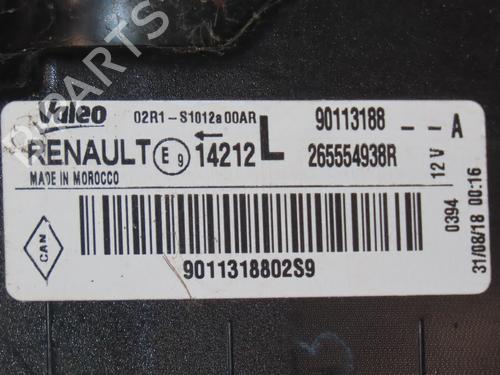 Valeo 02R1-S1012a00AR 90113188 -- A
RENAULT E9 14212 L 265554938R 12 V
MADE IN MOROCCO
CAN
9011318802S9
0394
31/08/18 00:16
PARTS